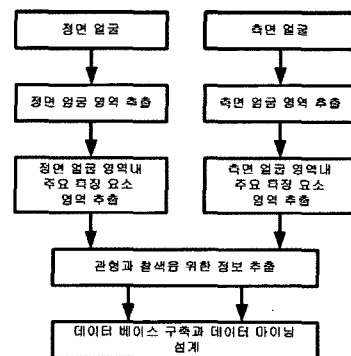 정면 얼굴
측면 얼굴
정면 얼굴 영역 추출
측면 얼굴 영역 추출
정면 얼굴 영역내
주요 특징 요소
영역 추출
측면 얼굴 영역내
주요 특징 요소
영역 추출
관형과 찰색을 위한 정보 추출
데이터 베이스 구축과 데이터 마이닝
설계